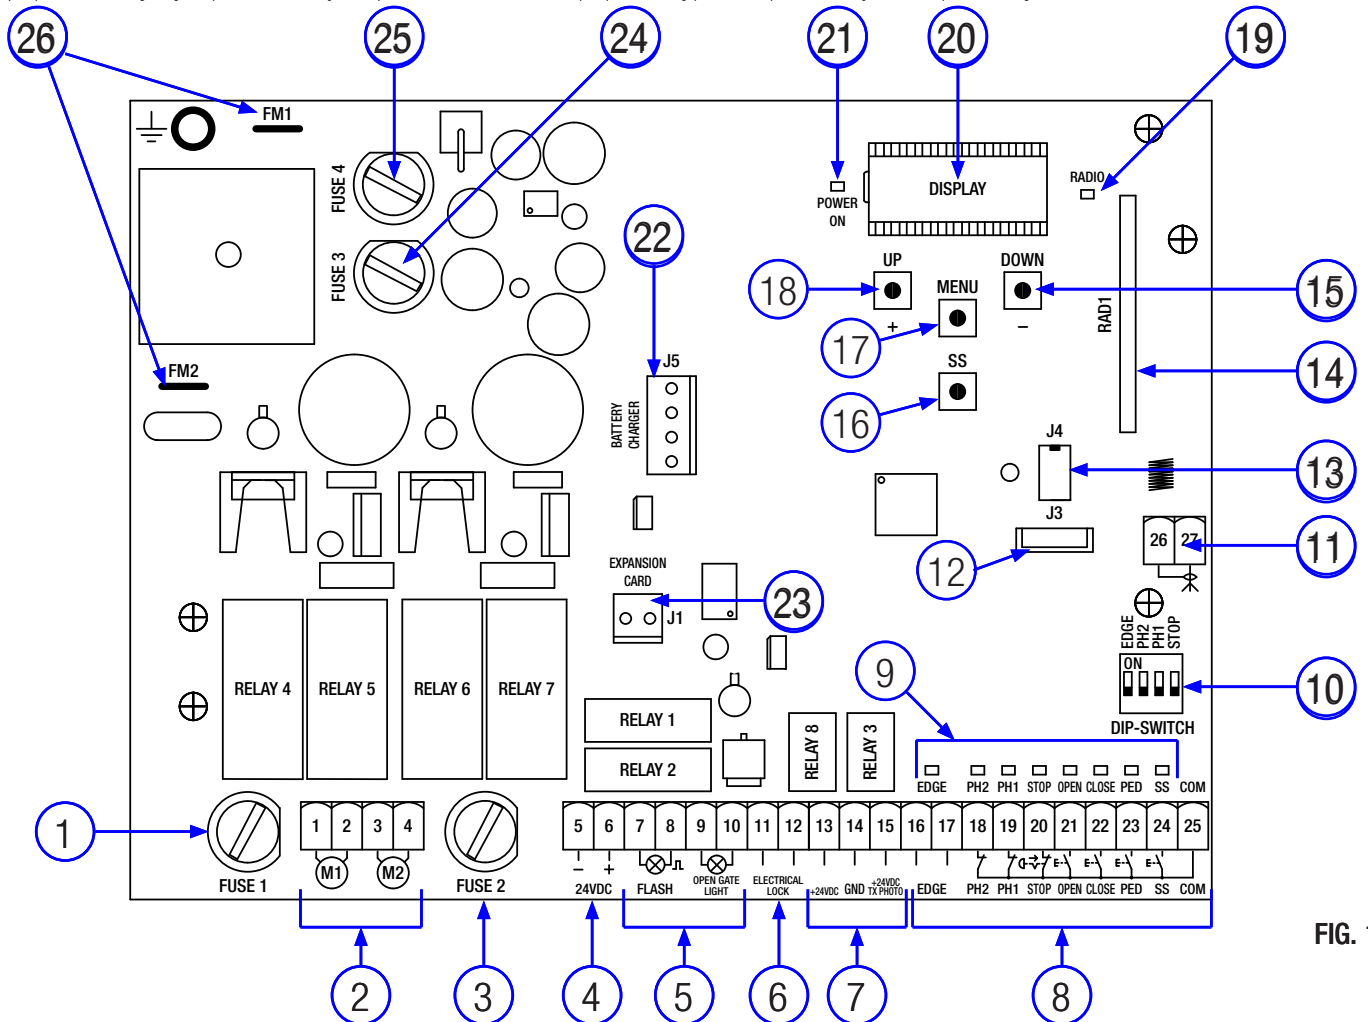 26
25
24
21
20
19
FM1
FUSE 4
DISPLAY
POWER
ON
RADIO
22
FUSE 3
UP
DOWN
18
MENU
15
+
−
RAD1
17
FM2
J5
SS
14
BATTERY
CHARGER
16
J4
13
J3
26 27
11
12
EXPANSION
CARD
23
J1
EDGE
PH2
PH1
STOP
9
ON
10
DIP-SWITCH
RELAY 4
RELAY 5
RELAY 6
RELAY 7
RELAY 1
RELAY 2
RELAY 8
RELAY 3
EDGE PH2 PH1 STOP OPEN CLOSE PED SS COM
1
1 2 3 4
5 6 7 8 9 10 11 12 13 14 15 16 17 18 19 20 21 22 23 24 25
M1 M2
− +
FUSE 1
FUSE 2
24VDC
FLASH
OPEN GATE
LIGHT
ELECTRICAL
LOCK
+24VDC
GND
+24VDC
TX PHOTO
EDGE PH2 PH1 STOP OPEN CLOSE PED SS COM
FIG. 1
2 3 4 5 6 7 8